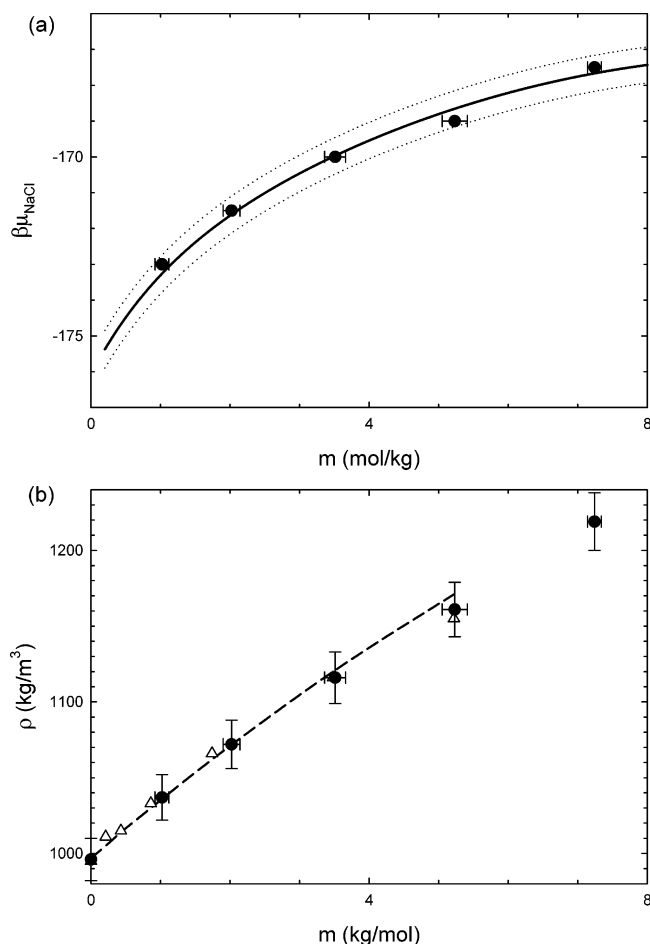 (a)
-170
-175
βμNaCl
0
4
8
m (mol/kg)
(b)
1200
1100
1000
ρ (kg/m³)
0
4
8
m (kg/mol)